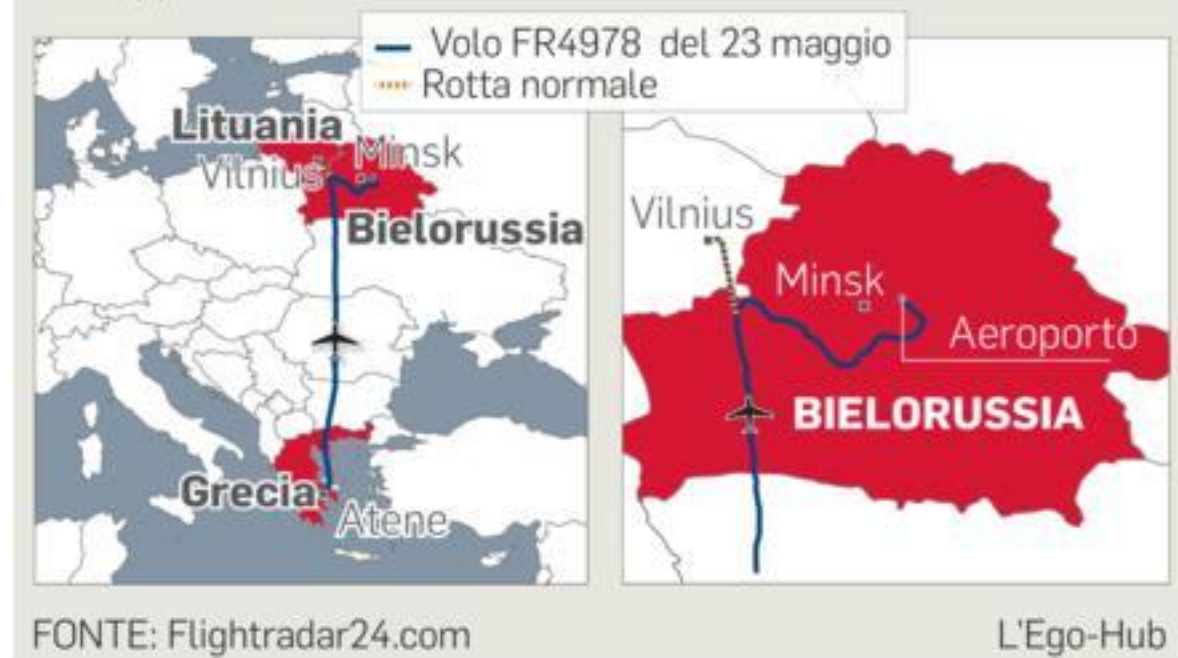 Volo FR4978 del 23 maggio
Rotta normale
Lituania
Vilnius
Minsk
Bielorussia
Grecia
Atene
Vilnius
Minsk
Aeroporto
BIELORUSSIA
FONTE: Flightradar24.com
L'Ego-Hub